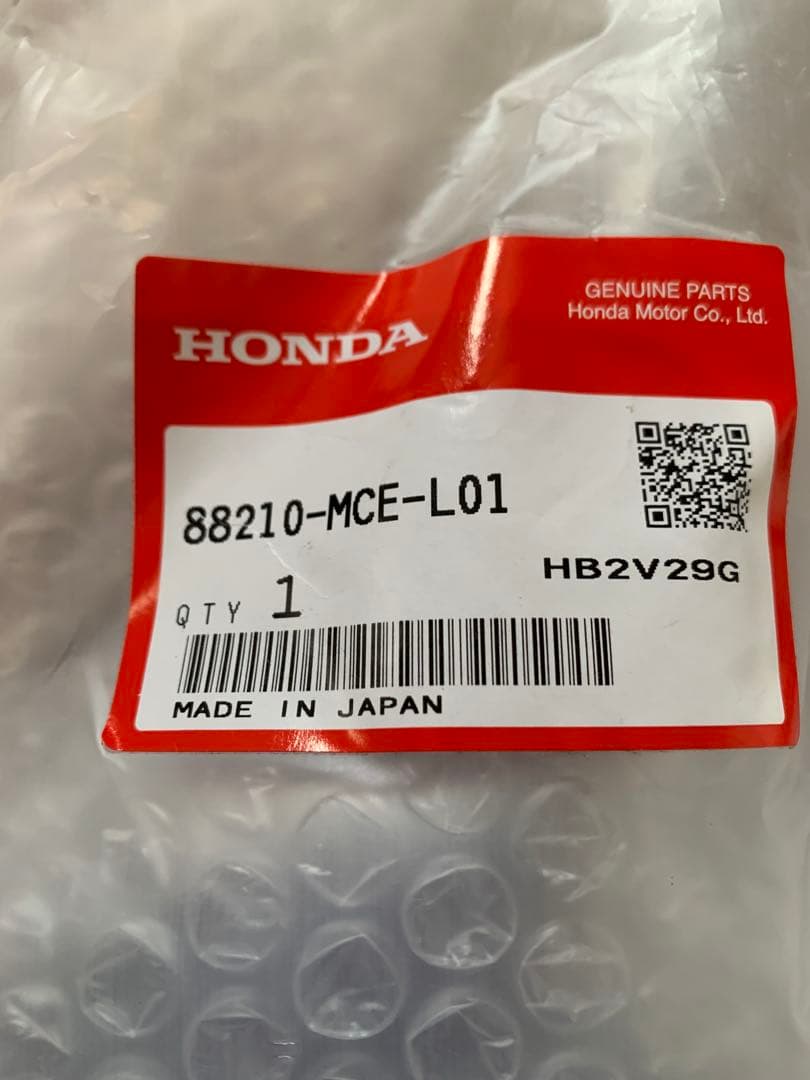 HONDA
GENUINE PARTS
Honda Motor Co., Ltd.
88210-MCE-L01
HB2V29G
QTY 1
MADE IN JAPAN